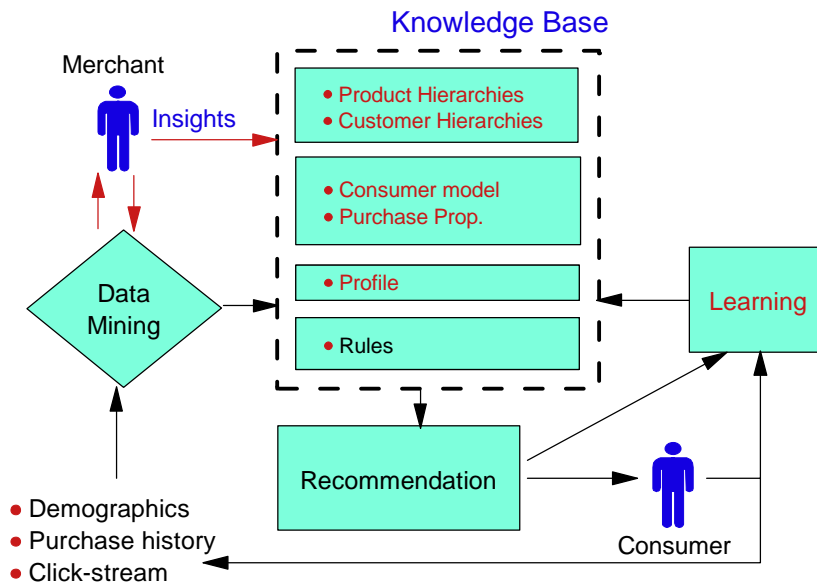 Knowledge Base
Merchant
Insights
• Product Hierarchies
• Customer Hierarchies
• Consumer model
• Purchase Prop.
• Profile
• Rules
Data
Mining
Learning
Recommendation
Consumer
• Demographics
• Purchase history
• Click-stream